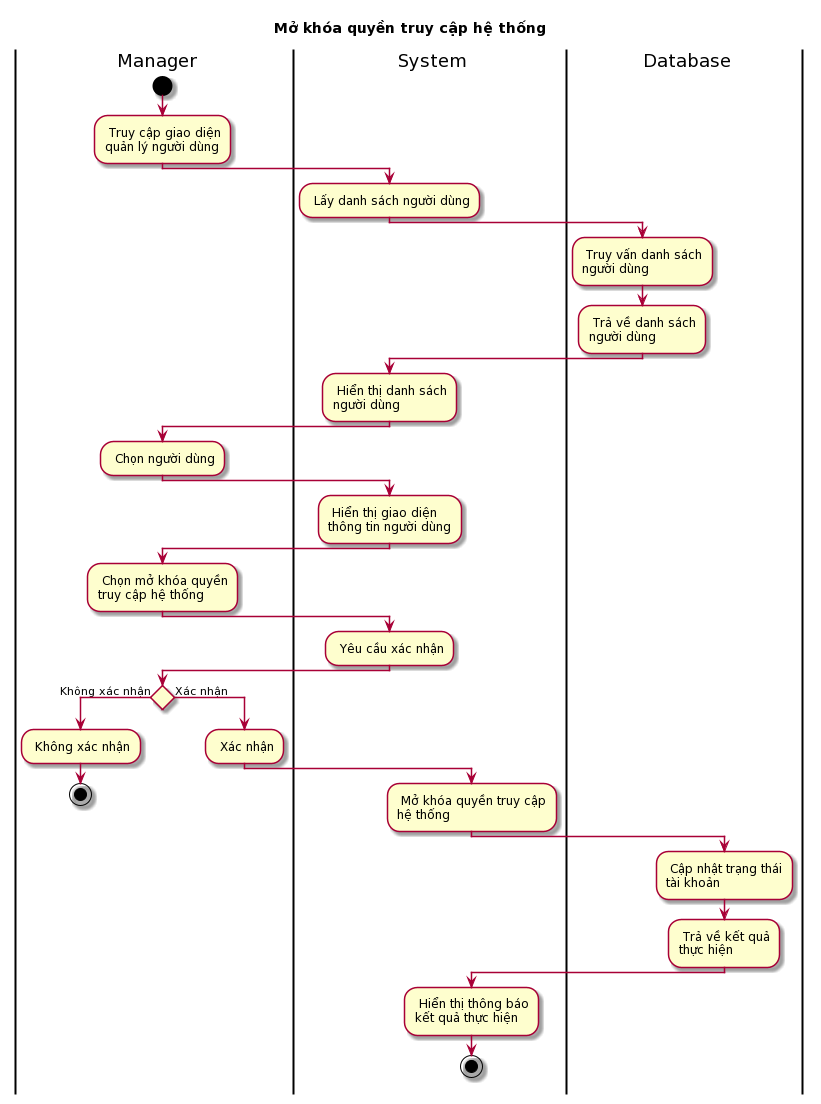 Mở khóa quyền truy cập hệ thống
Manager
System
Database
Truy cập giao diện
quản lý người dùng
Lấy danh sách người dùng
Truy vấn danh sách
người dùng
Trả về danh sách
người dùng
Hiển thị danh sách
người dùng
Chọn người dùng
Hiển thị giao diện
thông tin người dùng
Chọn mở khóa quyền
truy cập hệ thống
Yêu cầu xác nhận
Không xác nhận
Xác nhận
Không xác nhận
Xác nhận
Mở khóa quyền truy cập
hệ thống
Cập nhật trạng thái
tài khoản
Trả về kết quả
thực hiện
Hiển thị thông báo
kết quả thực hiện